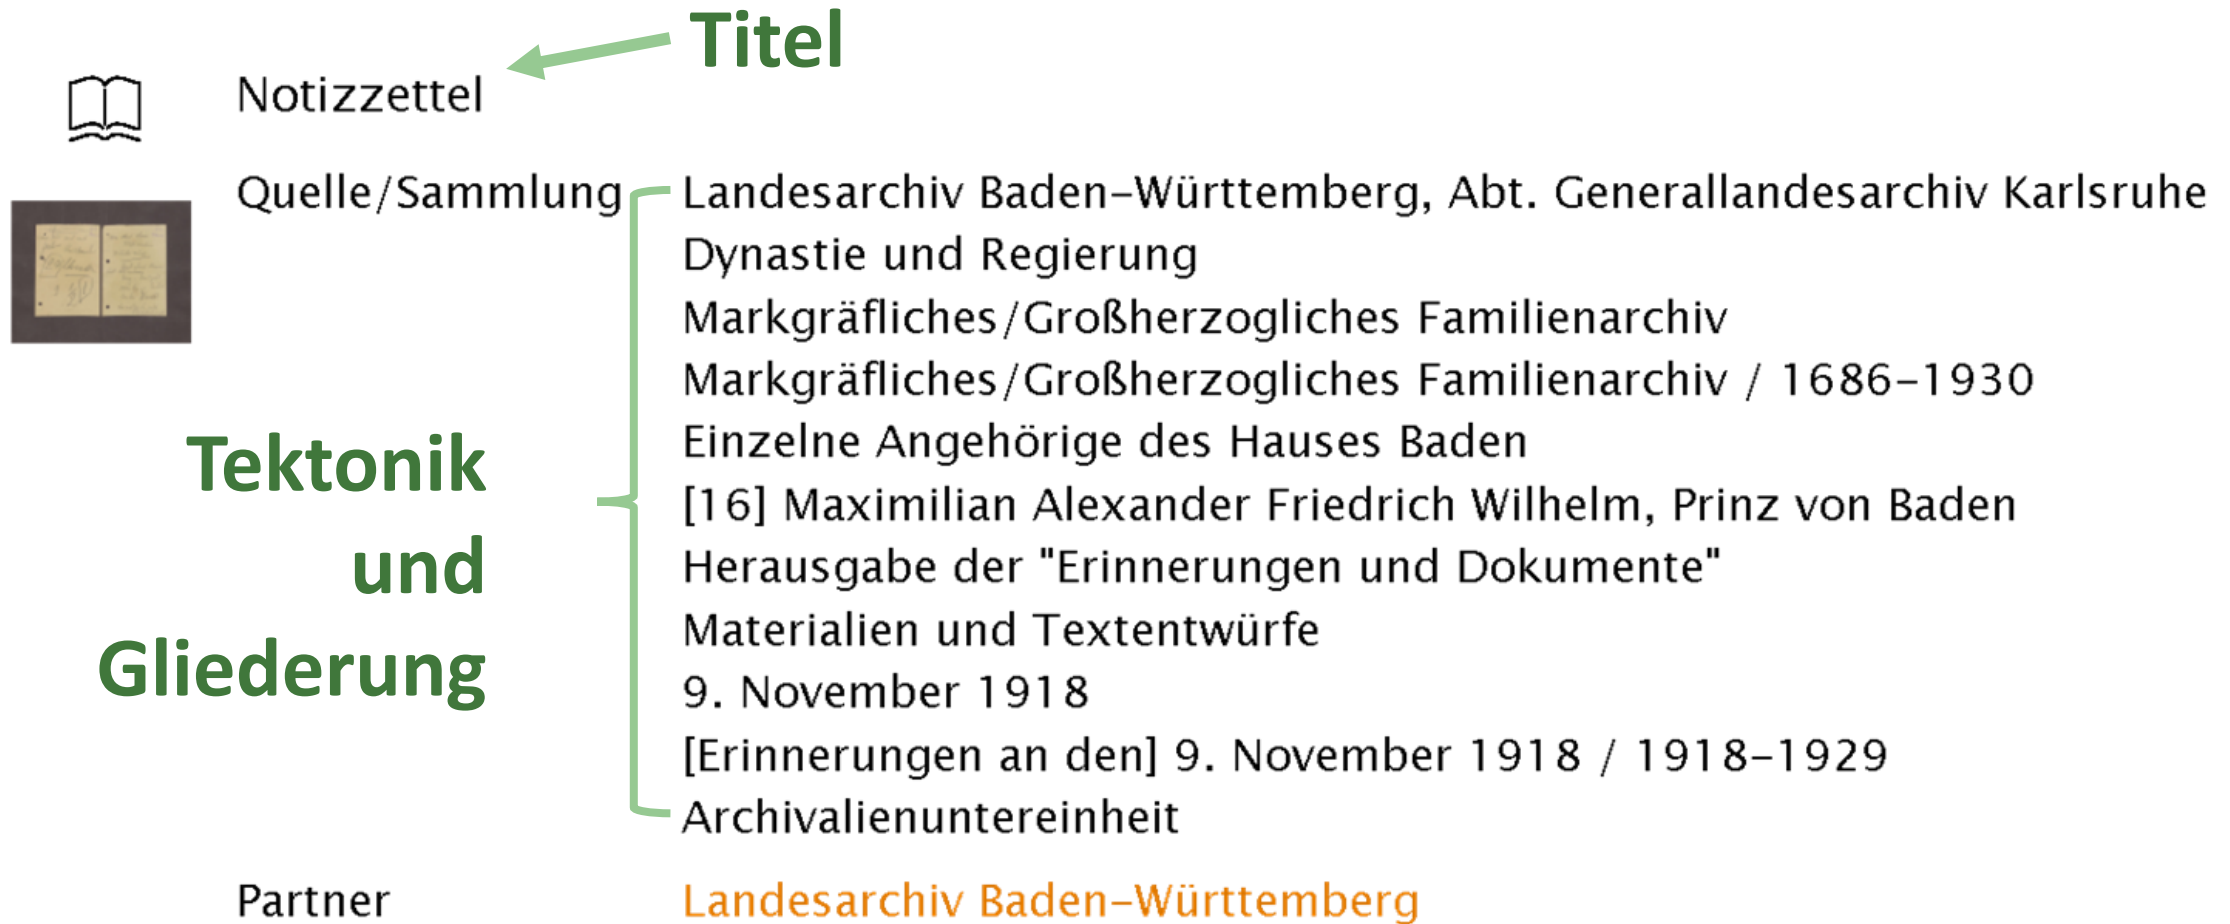 Titel
Notizzettel
Quelle/Sammlung
Landesarchiv Baden-Württemberg, Abt. Generallandesarchiv Karlsruhe
Dynastie und Regierung
Markgräfliches/Großherzogliches Familienarchiv
Markgräfliches/Großherzogliches Familienarchiv / 1686-1930
Einzelne Angehörige des Hauses Baden
[16] Maximilian Alexander Friedrich Wilhelm, Prinz von Baden
Herausgabe der "Erinnerungen und Dokumente"
Materialien und Textentwürfe
9. November 1918
[Erinnerungen an den] 9. November 1918 / 1918-1929
Archivalienuntereinheit
Tektonik
und
Gliederung
Partner
Landesarchiv Baden-Württemberg